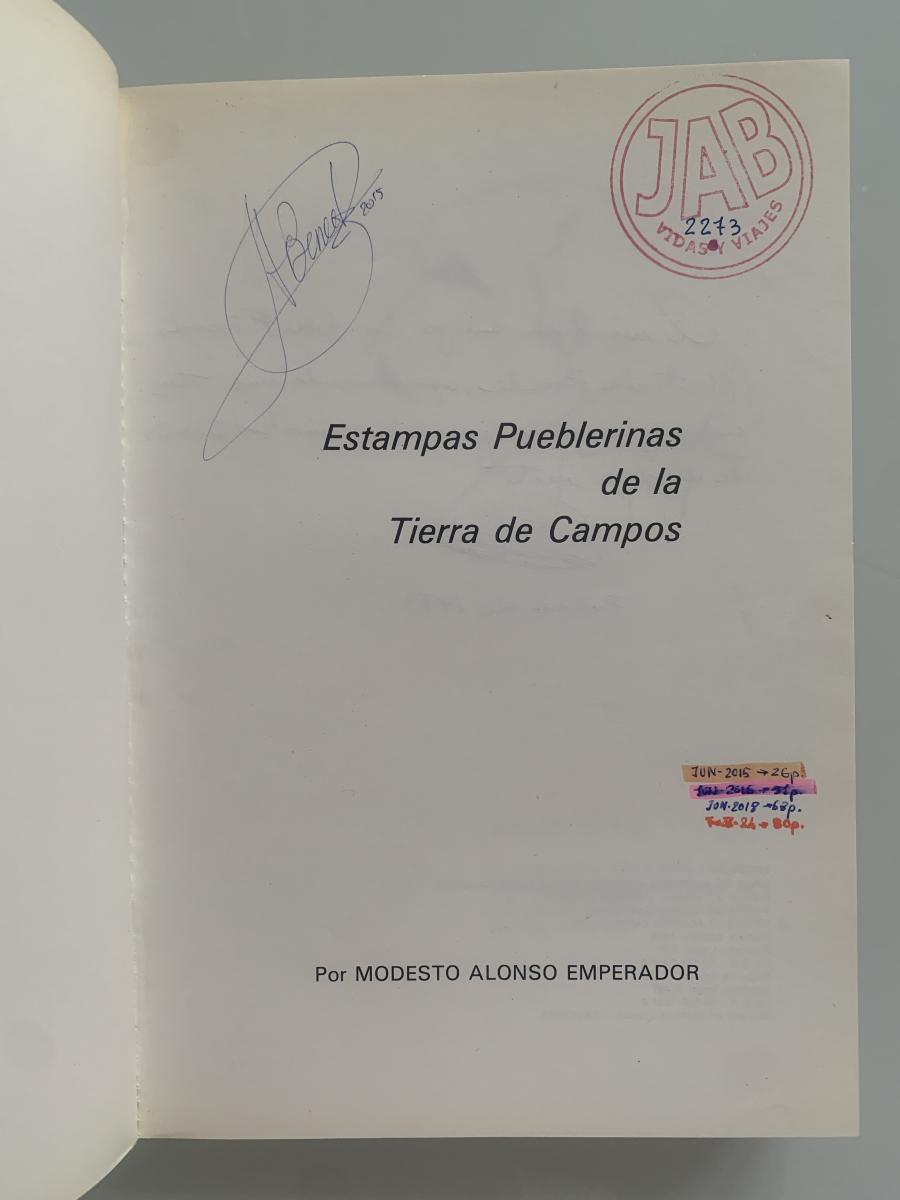 2015
JAB
2273
VIDAS Y VIAJES
Estampas Pueblerinas
de la
Tierra de Campos
JUN-2015 → 26p.
JUN-2018 → 68p.
Por MODESTO ALONSO EMPERADOR